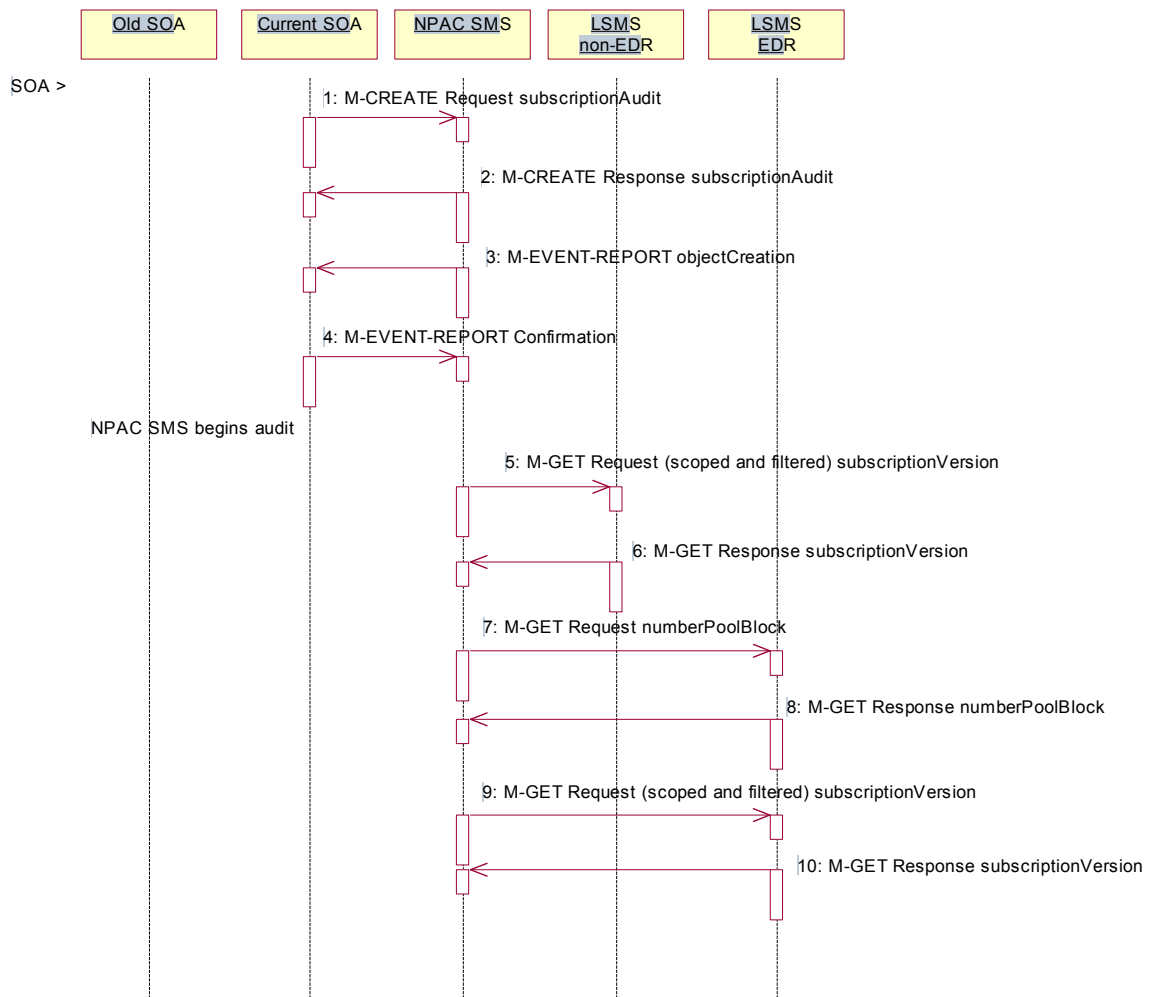 Old SOA
Current SOA
NPAC SMS
LSMS
non-EDR
LSMS
EDR
SOA >
1: M-CREATE Request subscriptionAudit
2: M-CREATE Response subscriptionAudit
3: M-EVENT-REPORT objectCreation
4: M-EVENT-REPORT Confirmation
NPAC SMS begins audit
5: M-GET Request (scoped and filtered) subscriptionVersion
6: M-GET Response subscriptionVersion
7: M-GET Request numberPoolBlock
8: M-GET Response numberPoolBlock
9: M-GET Request (scoped and filtered) subscriptionVersion
10: M-GET Response subscriptionVersion